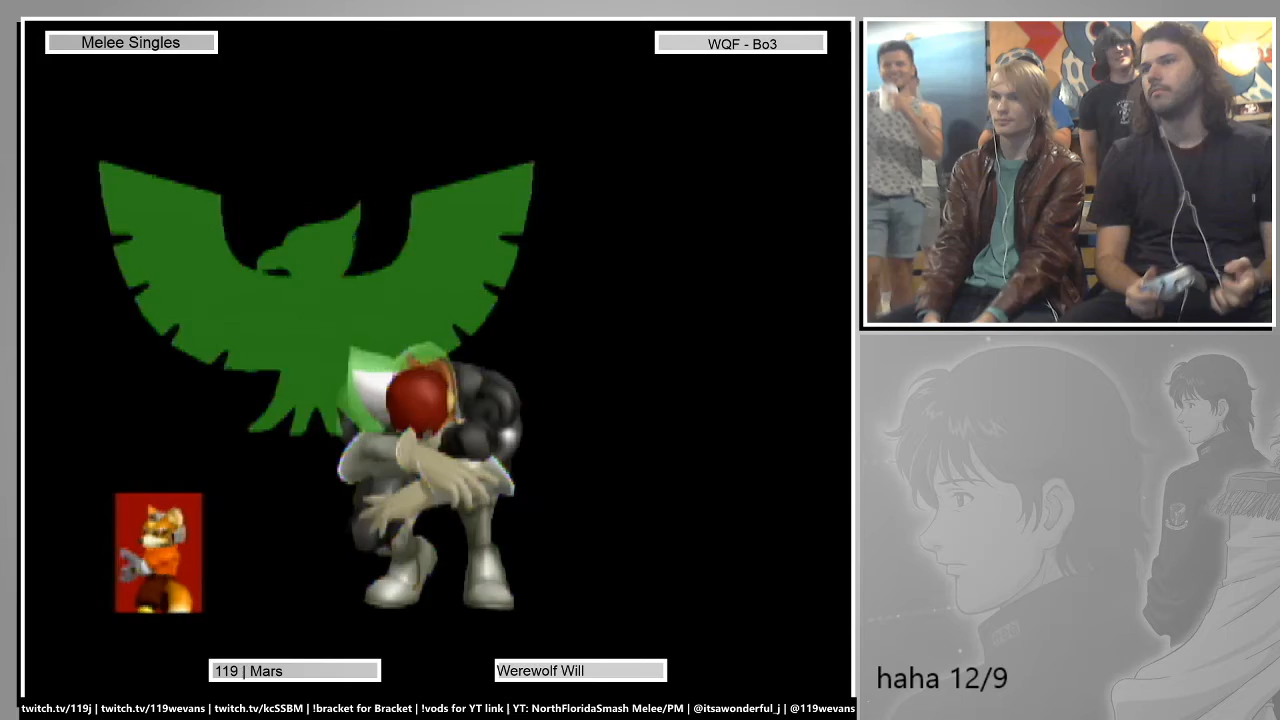 Melee Singles
WQF - Bo3
119 | Mars
Werewolf Will
haha 12/9
twitch.tv/119j | twitch.tv/119wevans | twitch.tv/kcSSBM | !bracket for Bracket | !vods for YT link | YT: NorthFloridaSmash Melee/PM | @itsawonderful_j | @119wevans